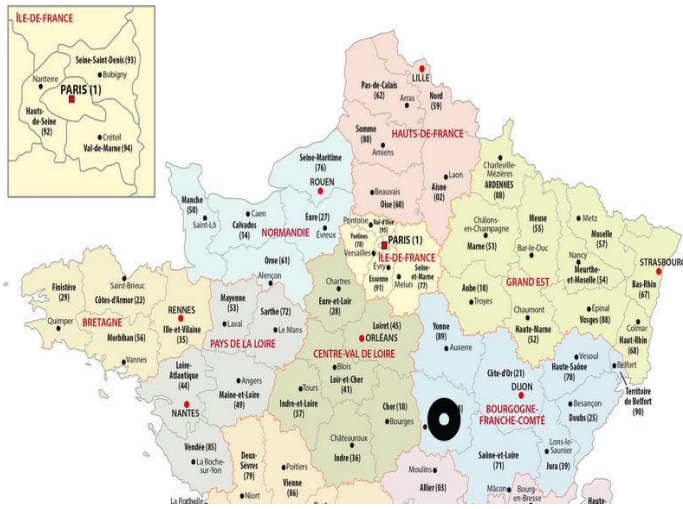 ÎLE-DE-FRANCE
Seine-Saint-Denis (93)
Bobigny
Nanterre
PARIS (1)
Hauts-
de-Seine
(92)
Créteil
Val-de-Marne (94)
LILLE
Pas-de-Calais
(62)
Nord
(59)
Arras
HAUTS-DE-FRANCE
Somme
(80)
Amiens
Seine-Maritime
(76)
ROUEN
Laon
Aisne
(02)
Beauvais
Oise (60)
Charleville-
Mézières
ARDENNES
(08)
Manche
(50)
Saint-Lô
Caen
Calvados
(14)
NORMANDIE
Eure (27)
Évreux
Orne (61)
Alençon
Pontoise
Val-d'Oise
(95)
Yvelines
(78)
Versailles
PARIS (1)
ÎLE-DE-FRANCE
Évry
Essonne
(91)
Melun
Seine-
et-Marne
(77)
Châlons-
en-Champagne
Marne (51)
Meuse
(55)
Bar-le-Duc
Metz
Moselle
(57)
Nancy
Meurthe-
et-Moselle (54)
STRASBOURG
Bas-Rhin
(67)
GRAND EST
Aube (10)
Troyes
Chaumont
Haute-Marne
(52)
Épinal
Vosges (88)
Colmar
Haut-Rhin
(68)
Finistère
(29)
Quimper
Saint-Brieuc
Côtes-d'Armor (22)
BRETAGNE
Morbihan (56)
Vannes
RENNES
Ille-et-Vilaine
(35)
Mayenne
(53)
Laval
Sarthe (72)
Le Mans
PAYS DE LA LOIRE
Loire-
Atlantique
(44)
NANTES
Angers
Maine-et-Loire
(49)
Vendée (85)
La Roche-
sur-Yon
Chartres
Eure-et-Loir
(28)
Loiret (45)
ORLÉANS
CENTRE-VAL DE LOIRE
Blois
Loir-et-Cher
(41)
Tours
Indre-et-Loire
(37)
Cher (18)
Bourges
Châteauroux
Indre (36)
Yonne
(89)
Auxerre
Côte-d'Or (21)
DIJON
BOURGOGNE-
FRANCHE-COMTÉ
Haute-Saône
(70)
Vesoul
Belfort
Territoire
de Belfort
(90)
Besançon
Doubs (25)
Lons-le-
Saunier
Jura (39)
Saône-et-Loire
(71)
Mâcon
Bourg-
en-Bresse
Moulins
Allier (03)
Deux-
Sèvres
(79)
Niort
Poitiers
Vienne
(86)
La Rochelle
Haute-